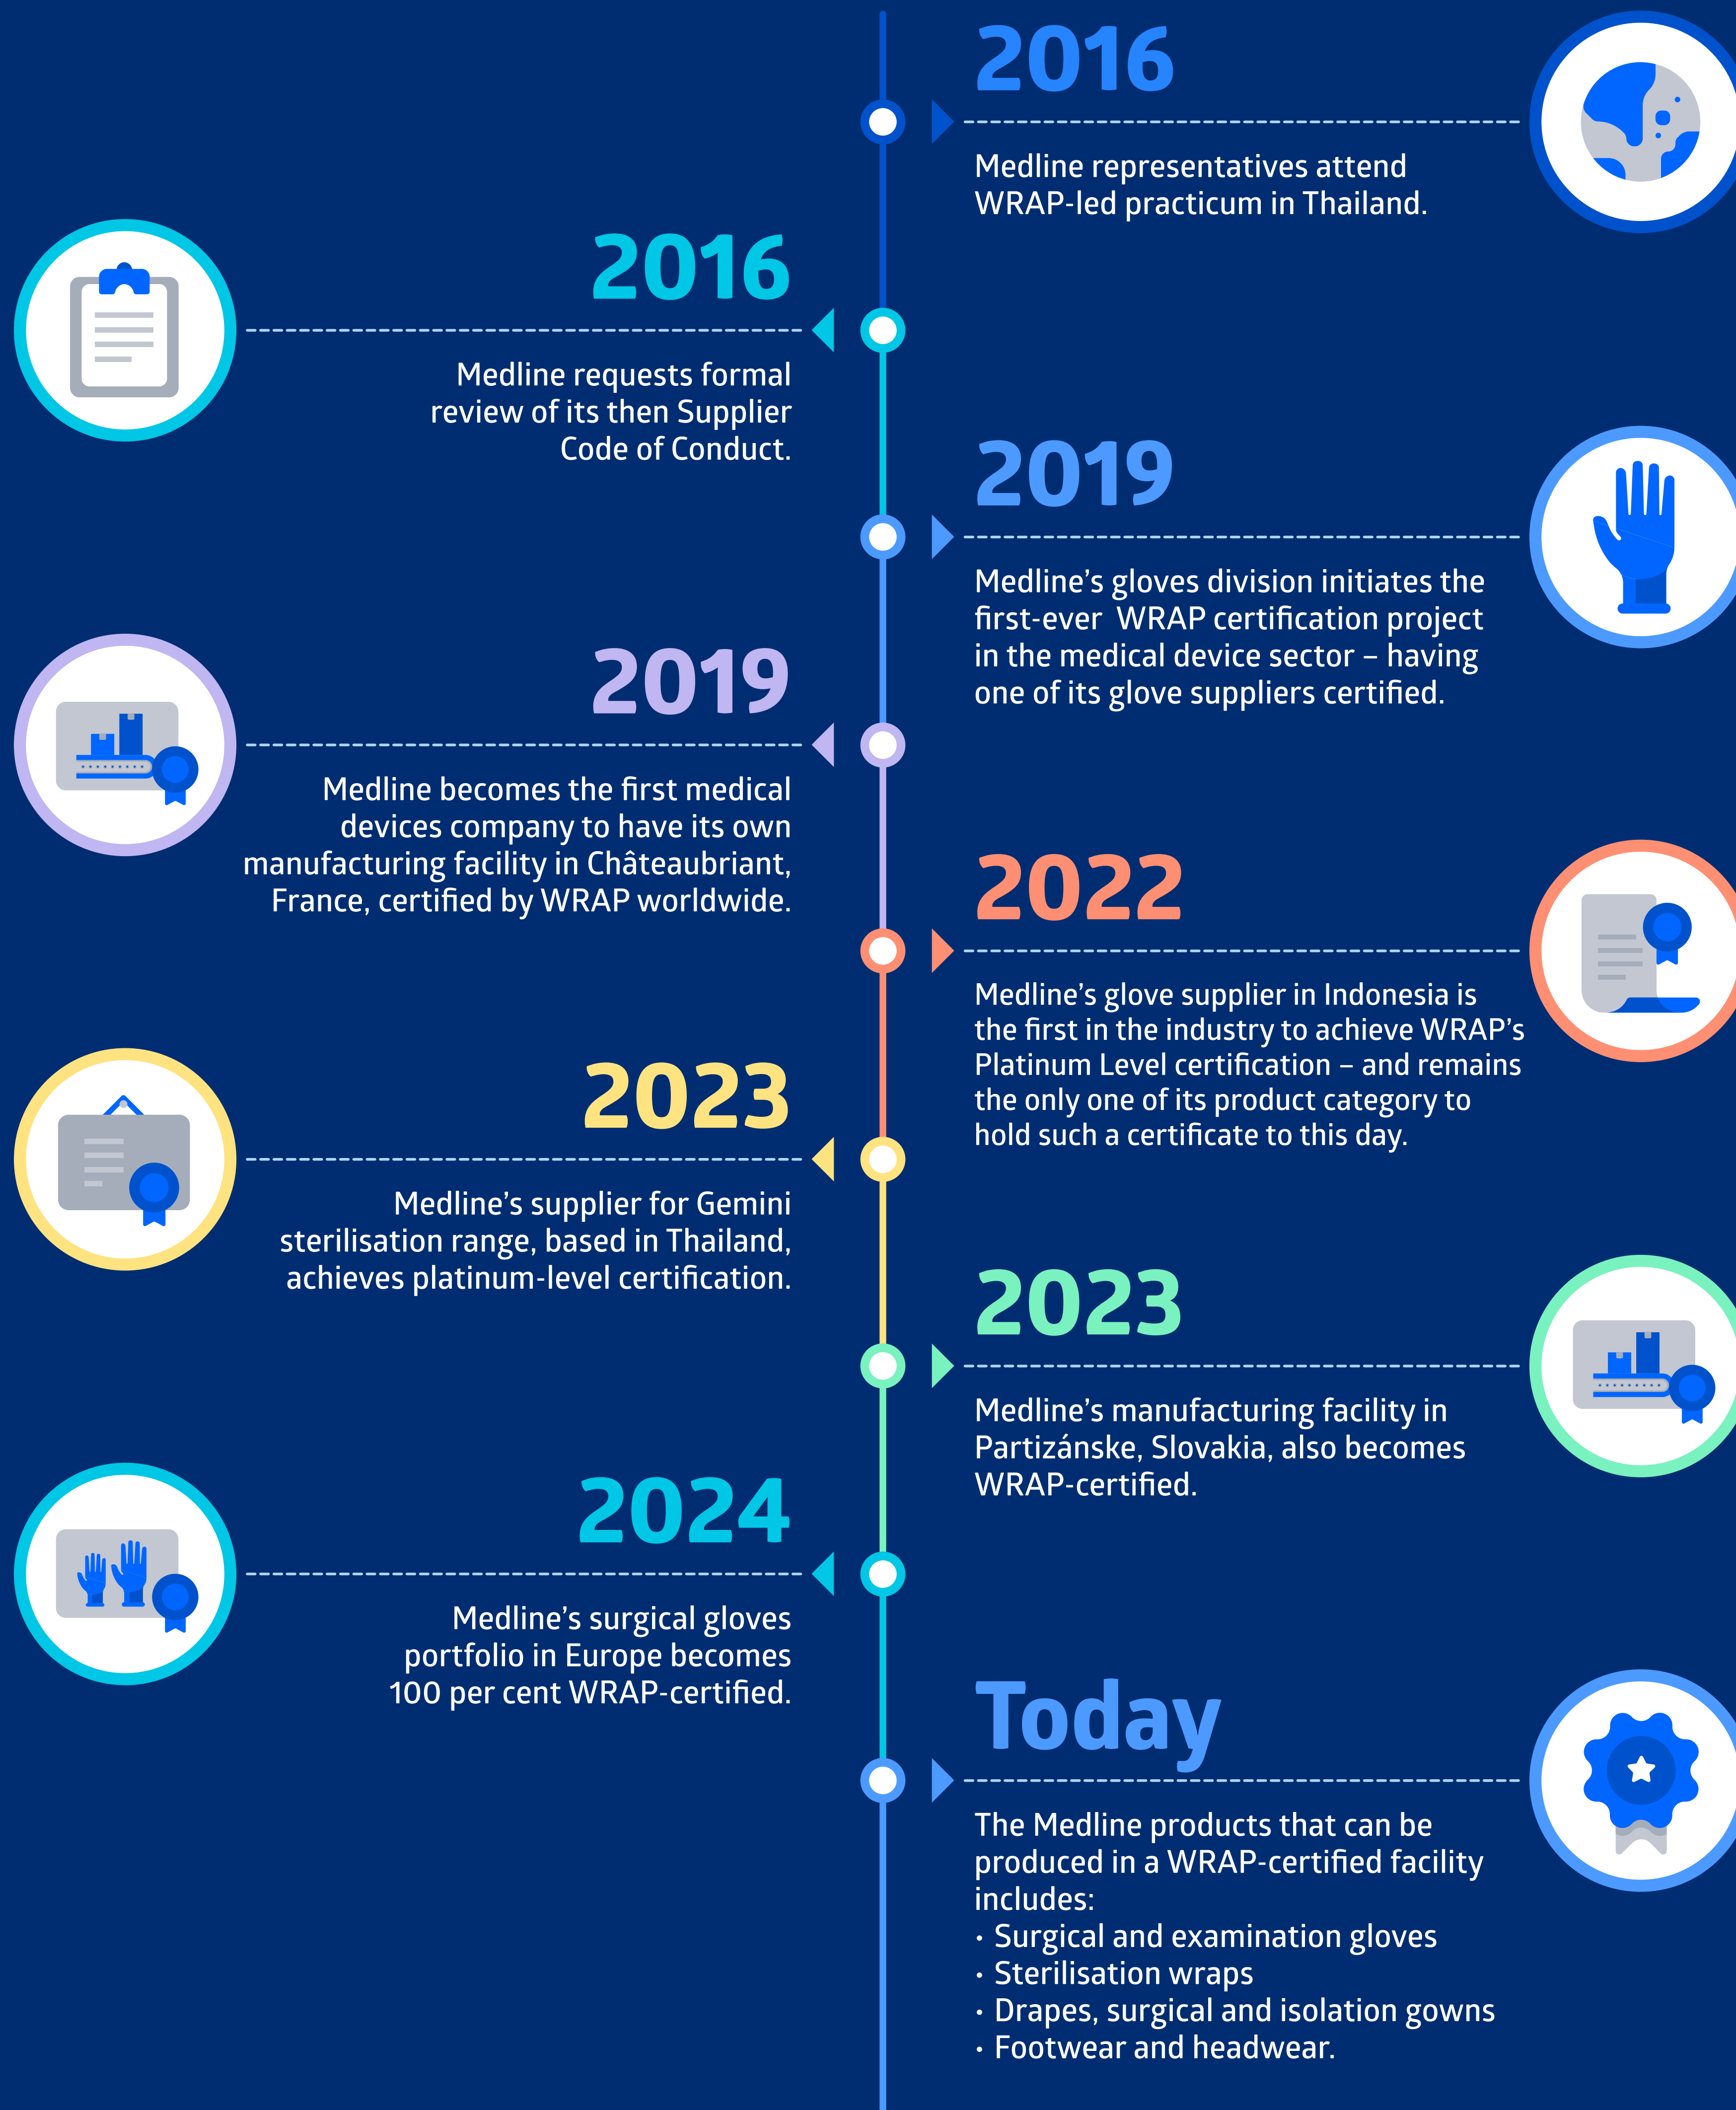 2016
Medline representatives attend
WRAP-led practicum in Thailand.
2016
Medline requests formal
review of its then Supplier
Code of Conduct.
2019
Medline’s gloves division initiates the
first-ever  WRAP certification project
in the medical device sector – having
one of its glove suppliers certified.
2019
Medline becomes the first medical
devices company to have its own
manufacturing facility in Châteaubriant,
France, certified by WRAP worldwide.
2022
Medline’s glove supplier in Indonesia is
the first in the industry to achieve WRAP’s
Platinum Level certification – and remains
the only one of its product category to
hold such a certificate to this day.
2023
Medline’s supplier for Gemini
sterilisation range, based in Thailand,
achieves platinum-level certification.
2023
Medline’s manufacturing facility in
Partizánske, Slovakia, also becomes
WRAP-certified.
2024
Medline’s surgical gloves
portfolio in Europe becomes
100 per cent WRAP-certified.
Today
The Medline products that can be
produced in a WRAP-certified facility
includes:
• Surgical and examination gloves
• Sterilisation wraps
• Drapes, surgical and isolation gowns
• Footwear and headwear.